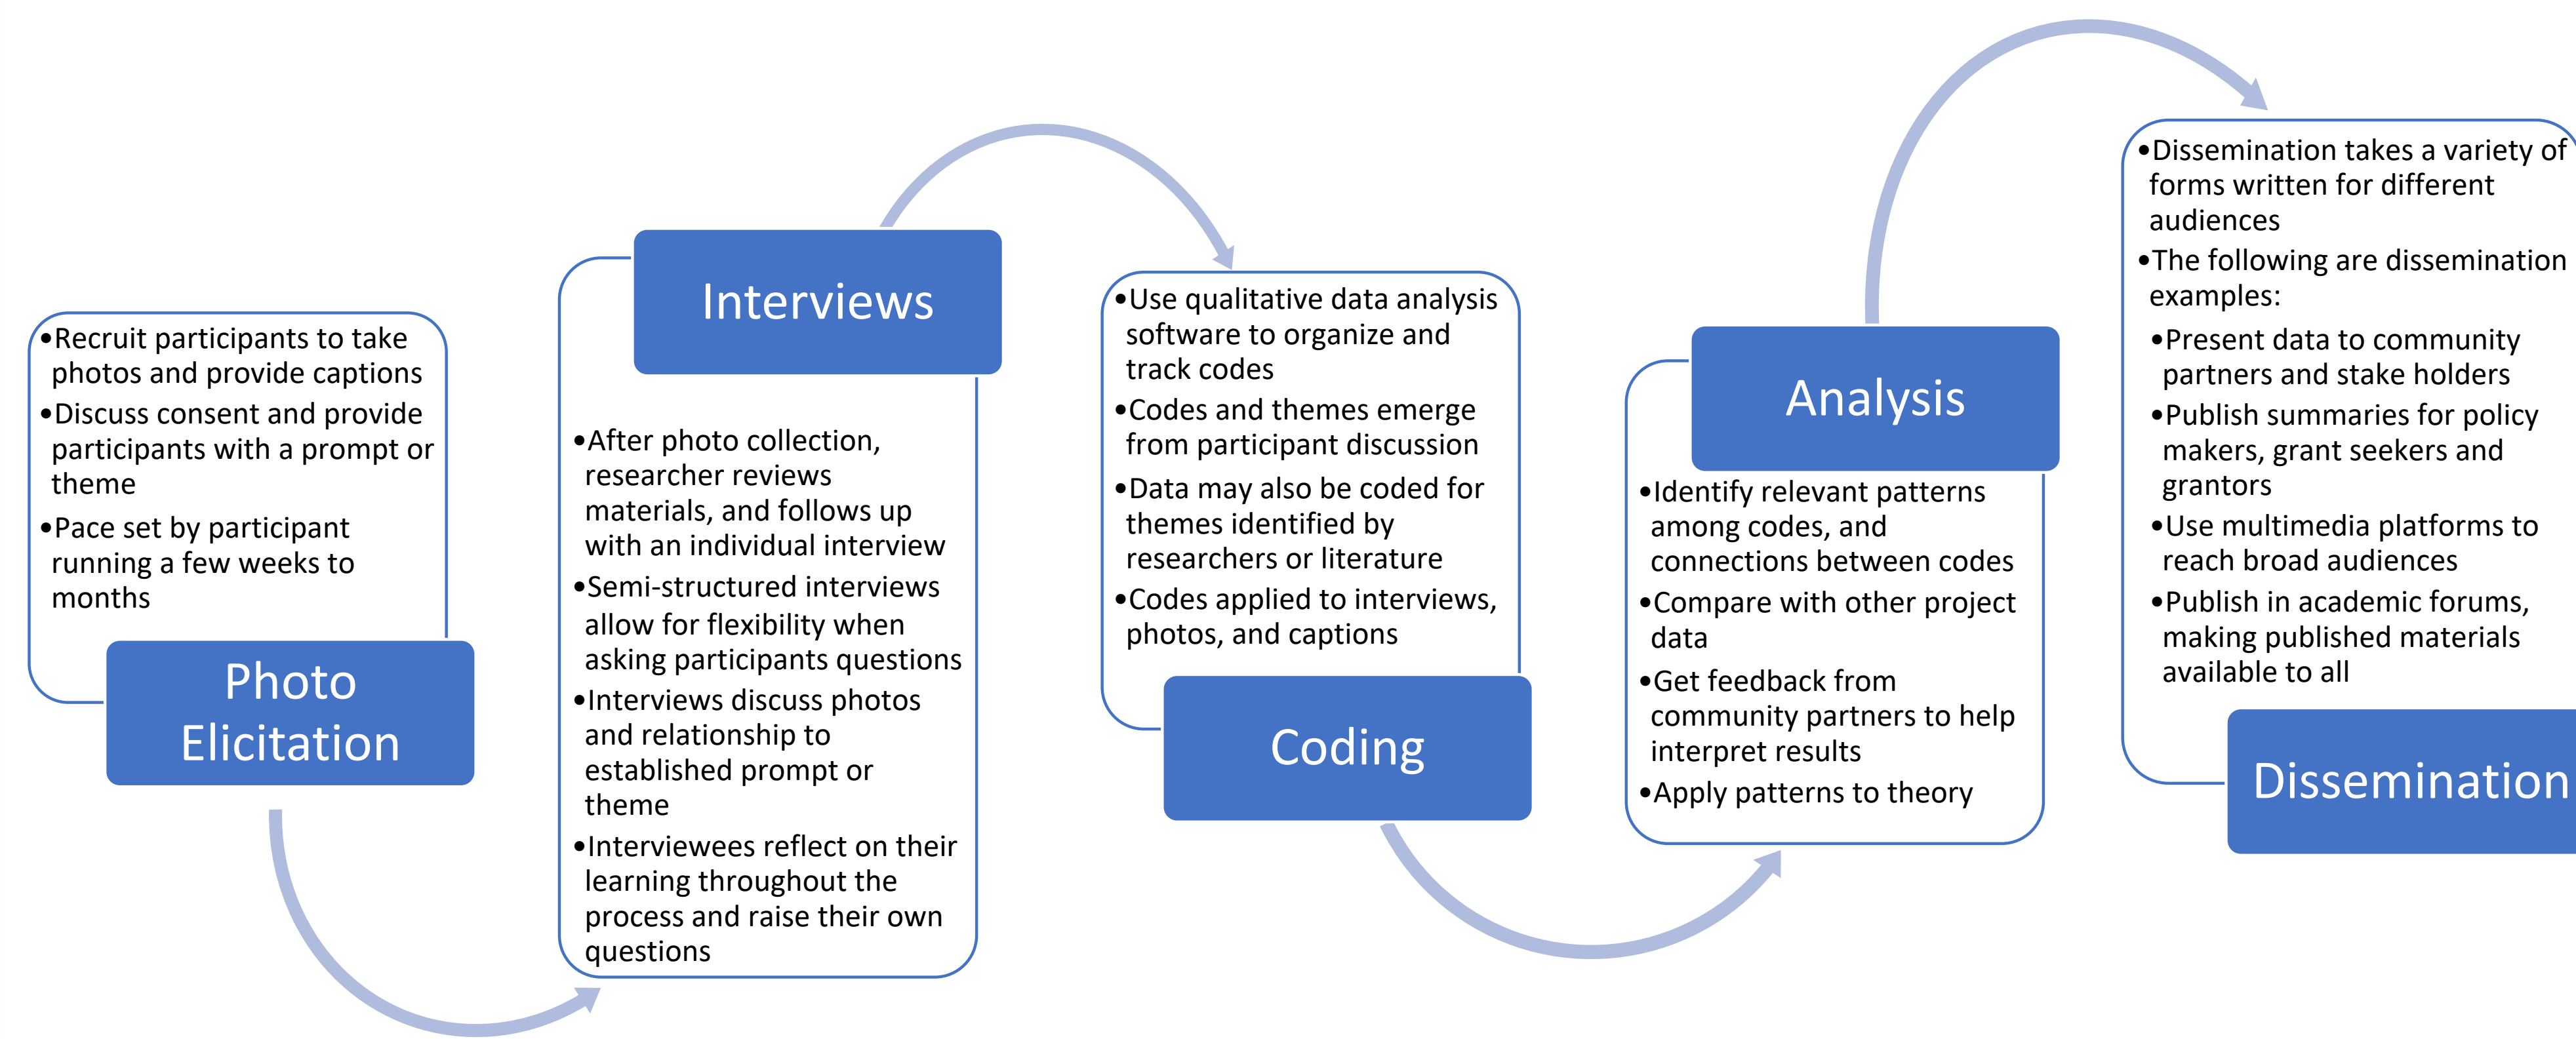 •Recruit participants to take
photos and provide captions
•Discuss consent and provide
participants with a prompt or
theme
•Pace set by participant
running a few weeks to
months
Photo
Elicitation
Interviews
•After photo collection,
researcher reviews
materials, and follows up
with an individual interview
•Semi-structured interviews
allow for flexibility when
asking participants questions
•Interviews discuss photos
and relationship to
established prompt or
theme
•Interviewees reflect on their
learning throughout the
process and raise their own
questions
•Use qualitative data analysis
software to organize and
track codes
•Codes and themes emerge
from participant discussion
•Data may also be coded for
themes identified by
researchers or literature
•Codes applied to interviews,
photos, and captions
Coding
Analysis
•Identify relevant patterns
among codes, and
connections between codes
•Compare with other project
data
•Get feedback from
community partners to help
interpret results
•Apply patterns to theory
•Dissemination takes a variety of
forms written for different
audiences
•The following are dissemination
examples:
•Present data to community
partners and stake holders
•Publish summaries for policy
makers, grant seekers and
grantors
•Use multimedia platforms to
reach broad audiences
•Publish in academic forums,
making published materials
available to all
Dissemination